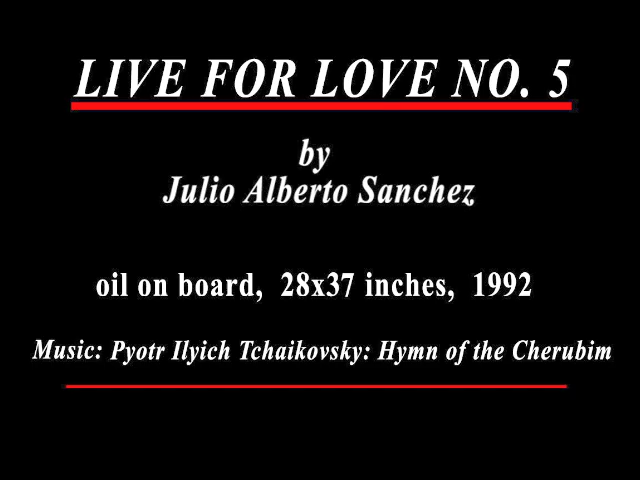 LIVE FOR LOVE NO. 5
by
Julio Alberto Sanchez
oil on board, 28x37 inches, 1992
Music: Pyotr Ilyich Tchaikovsky: Hymn of the Cherubim